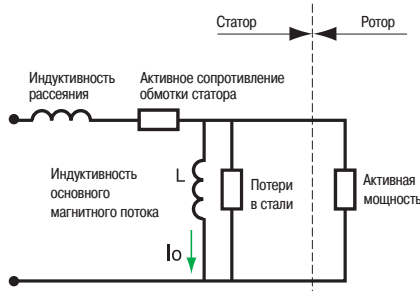 Статор
Ротор
Индуктивность
рассеяния
Активное сопротивление
обмотки статора
Индуктивность
основного
магнитного потока
L
Потери
в стали
Активная
мощность
Io